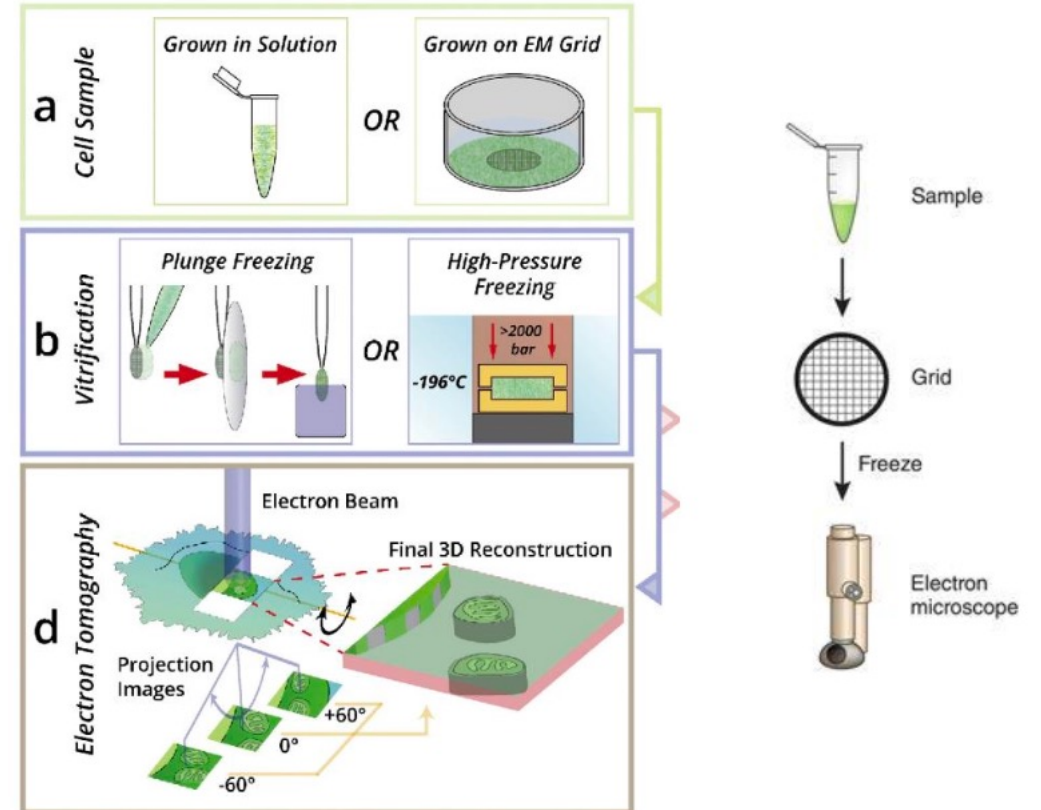 a
Cell Sample
Grown in Solution
OR
Grown on EM Grid
b
Vitrification
Plunge Freezing
OR
High-Pressure
Freezing
>2000
bar
-196°C
d
Electron Tomography
Electron Beam
Final 3D Reconstruction
Projection
Images
+60°
0°
-60°
Sample
Grid
Freeze
Electron
microscope